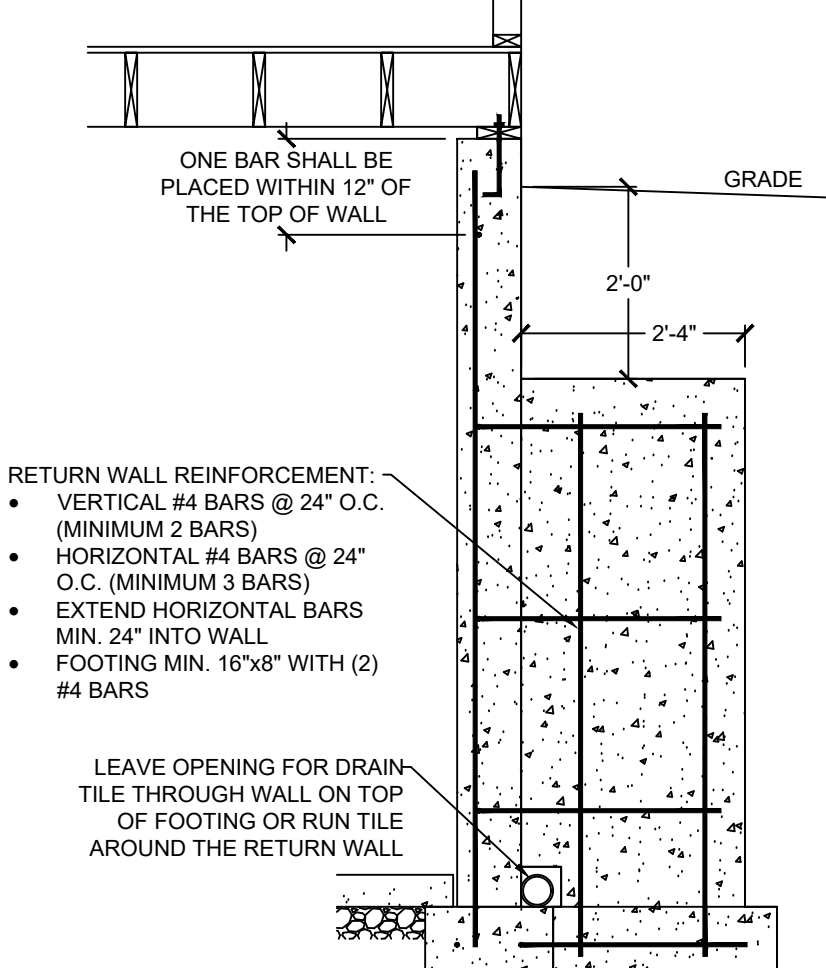 ONE BAR SHALL BE
PLACED WITHIN 12" OF
THE TOP OF WALL
GRADE
2'-0"
2'-4"
RETURN WALL REINFORCEMENT:
• VERTICAL #4 BARS @ 24" O.C.
(MINIMUM 2 BARS)
• HORIZONTAL #4 BARS @ 24"
O.C. (MINIMUM 3 BARS)
• EXTEND HORIZONTAL BARS
MIN. 24" INTO WALL
• FOOTING MIN. 16"x8" WITH (2)
#4 BARS
LEAVE OPENING FOR DRAIN
TILE THROUGH WALL ON TOP
OF FOOTING OR RUN TILE
AROUND THE RETURN WALL